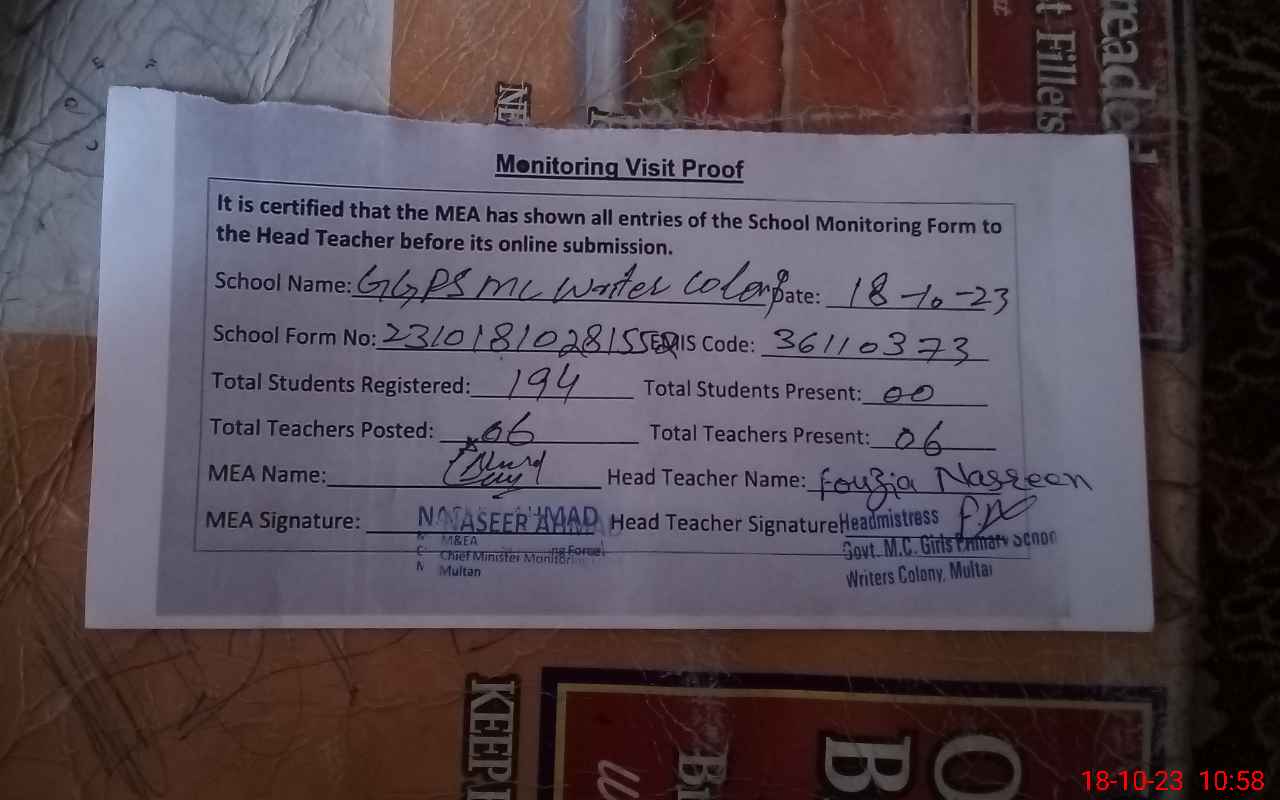 NE
t Fillets
Monitoring Visit Proof
It is certified that the MEA has shown all entries of the School Monitoring Form to
the Head Teacher before its online submission.
School Name: GGPS MC Writer Colony Date: 18-10-23
School Form No: 2310181028155 EMIS Code: 36110373
Total Students Registered: 194 Total Students Present: 00
Total Teachers Posted: 06 Total Teachers Present: 06
MEA Name: Head Teacher Name: Fouzia Nasreen
MEA Signature: NASEER AHMAD Head Teacher Signature Headmistress
M&EA
Govt. M.C. Girls Primary
Chief Minister Monitoring Force
Multan
Writers Colony, Multa
KEEP
18-10-23 10:58